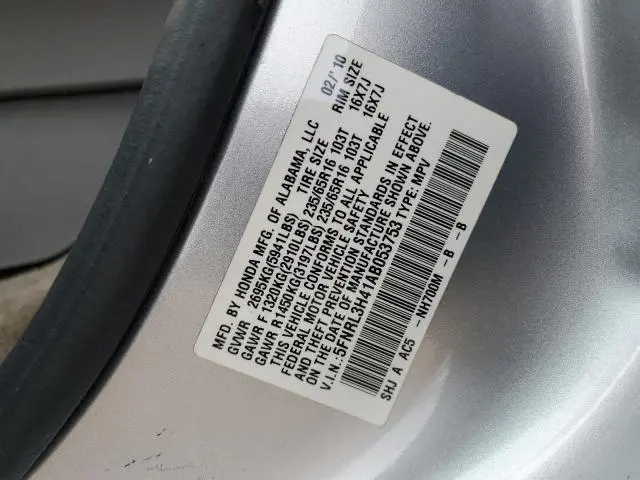 MFD. BY HONDA MFG. OF ALABAMA, LLC 02/'10
GVWR 2695KG(5941LBS) TIRE SIZE RIM SIZE
GAWR F 1320KG(2910LBS) 235/65R16 103T 16X7J
GAWR R 1450KG(3197LBS) 235/65R16 103T 16X7J
THIS VEHICLE CONFORMS TO ALL APPLICABLE
FEDERAL MOTOR VEHICLE SAFETY
AND THEFT PREVENTION STANDARDS IN EFFECT
ON THE DATE OF MANUFACTURE SHOWN ABOVE.
V.I.N.:5FNRL3H41AB053753 TYPE: MPV
SHJ A AC5 -NH700M - B - B